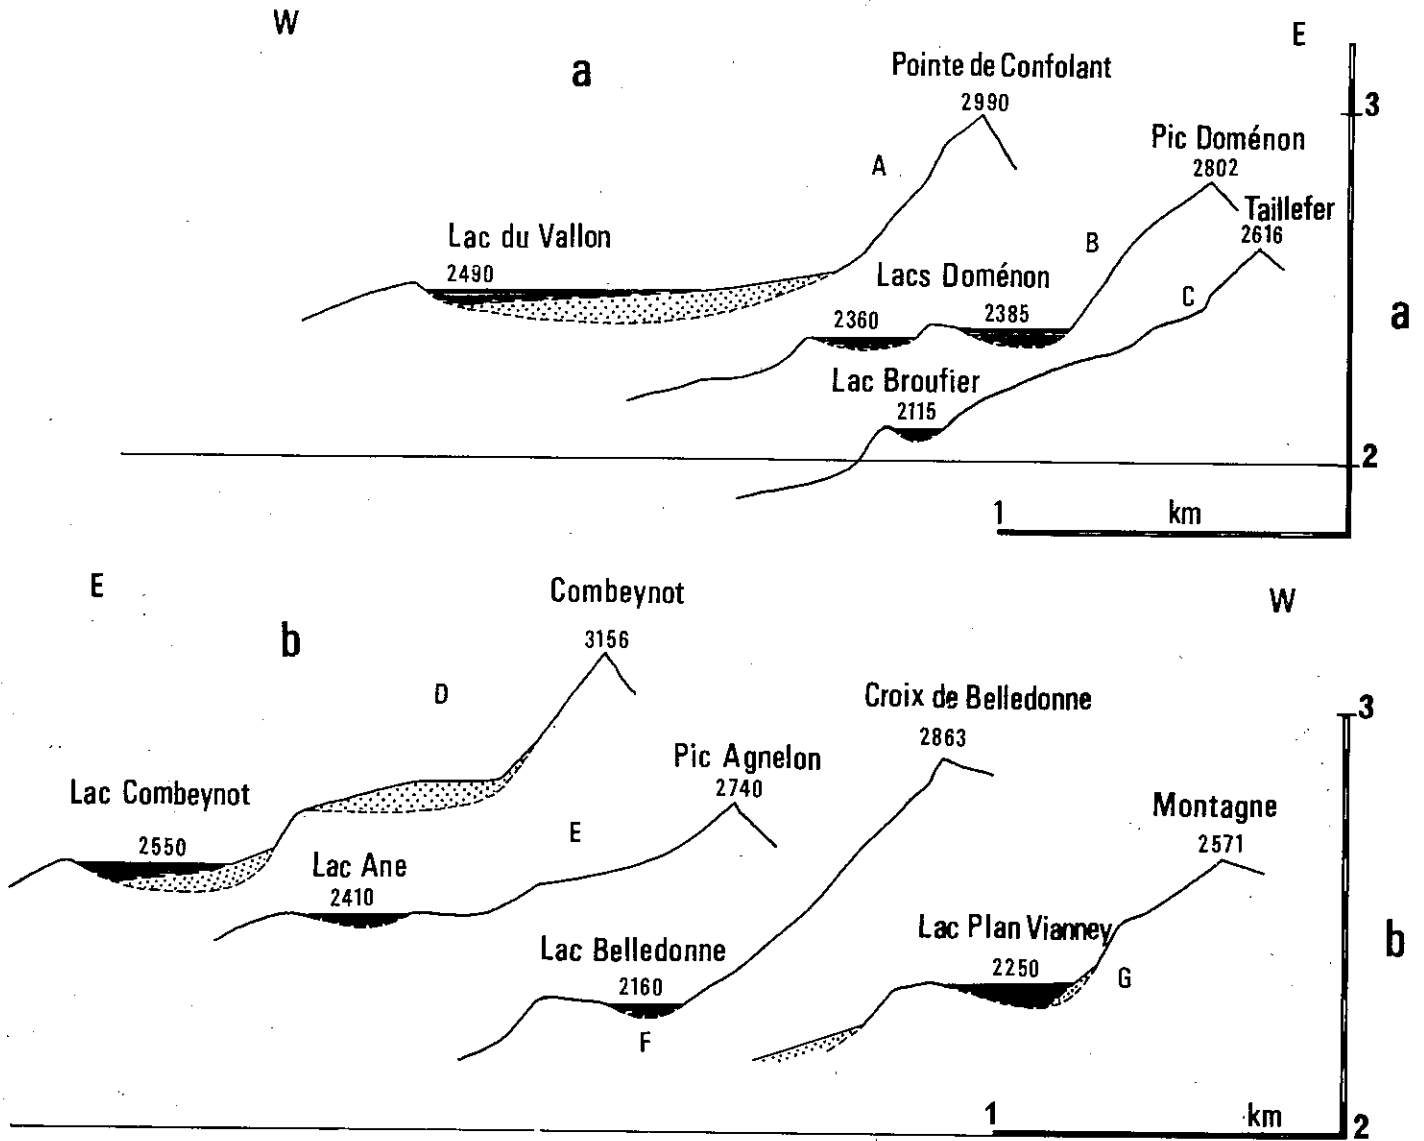 W
E
a
Pointe de Confolant
2990
3
Pic Doménon
2802
A
Taillefer
2616
Lac du Vallon
2490
B
Lacs Doménon
2360
2385
C
a
Lac Broufier
2115
2
1 km
E
W
b
Combeynot
3156
D
Croix de Belledonne
2863
3
Pic Agnelon
2740
Lac Combeynot
2550
Montagne
2571
E
Lac Ane
2410
Lac Plan Vianney
2250
b
Lac Belledonne
2160
G
F
1 km
2